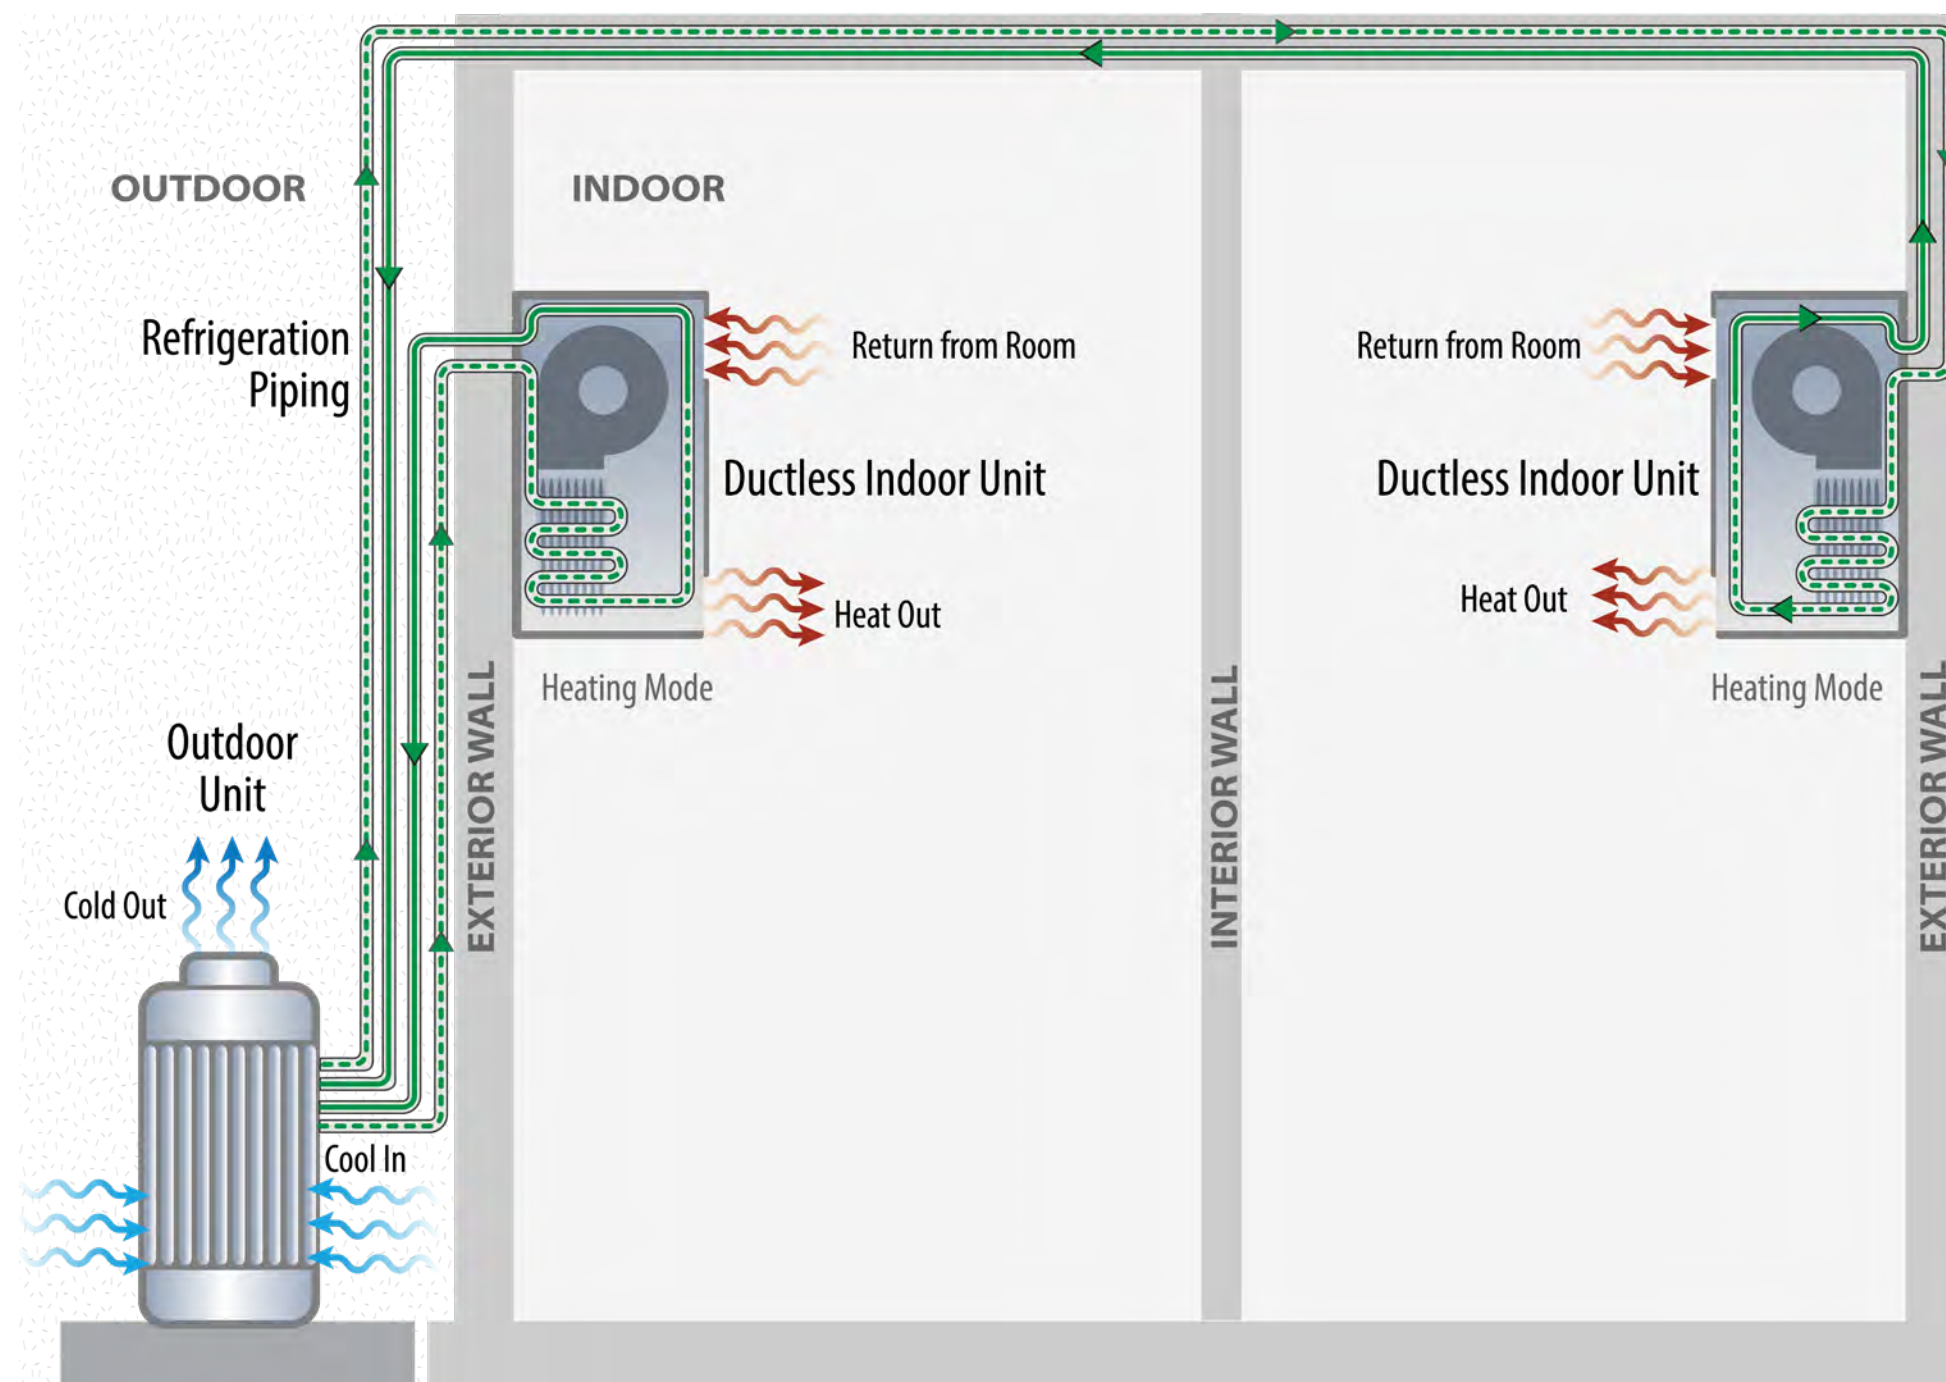 OUTDOOR
INDOOR
Refrigeration
Piping
Return from Room
Return from Room
Ductless Indoor Unit
Ductless Indoor Unit
Heat Out
Heat Out
Heating Mode
Heating Mode
EXTERIOR WALL
INTERIOR WALL
EXTERIOR WALL
Outdoor
Unit
Cold Out
Cool In